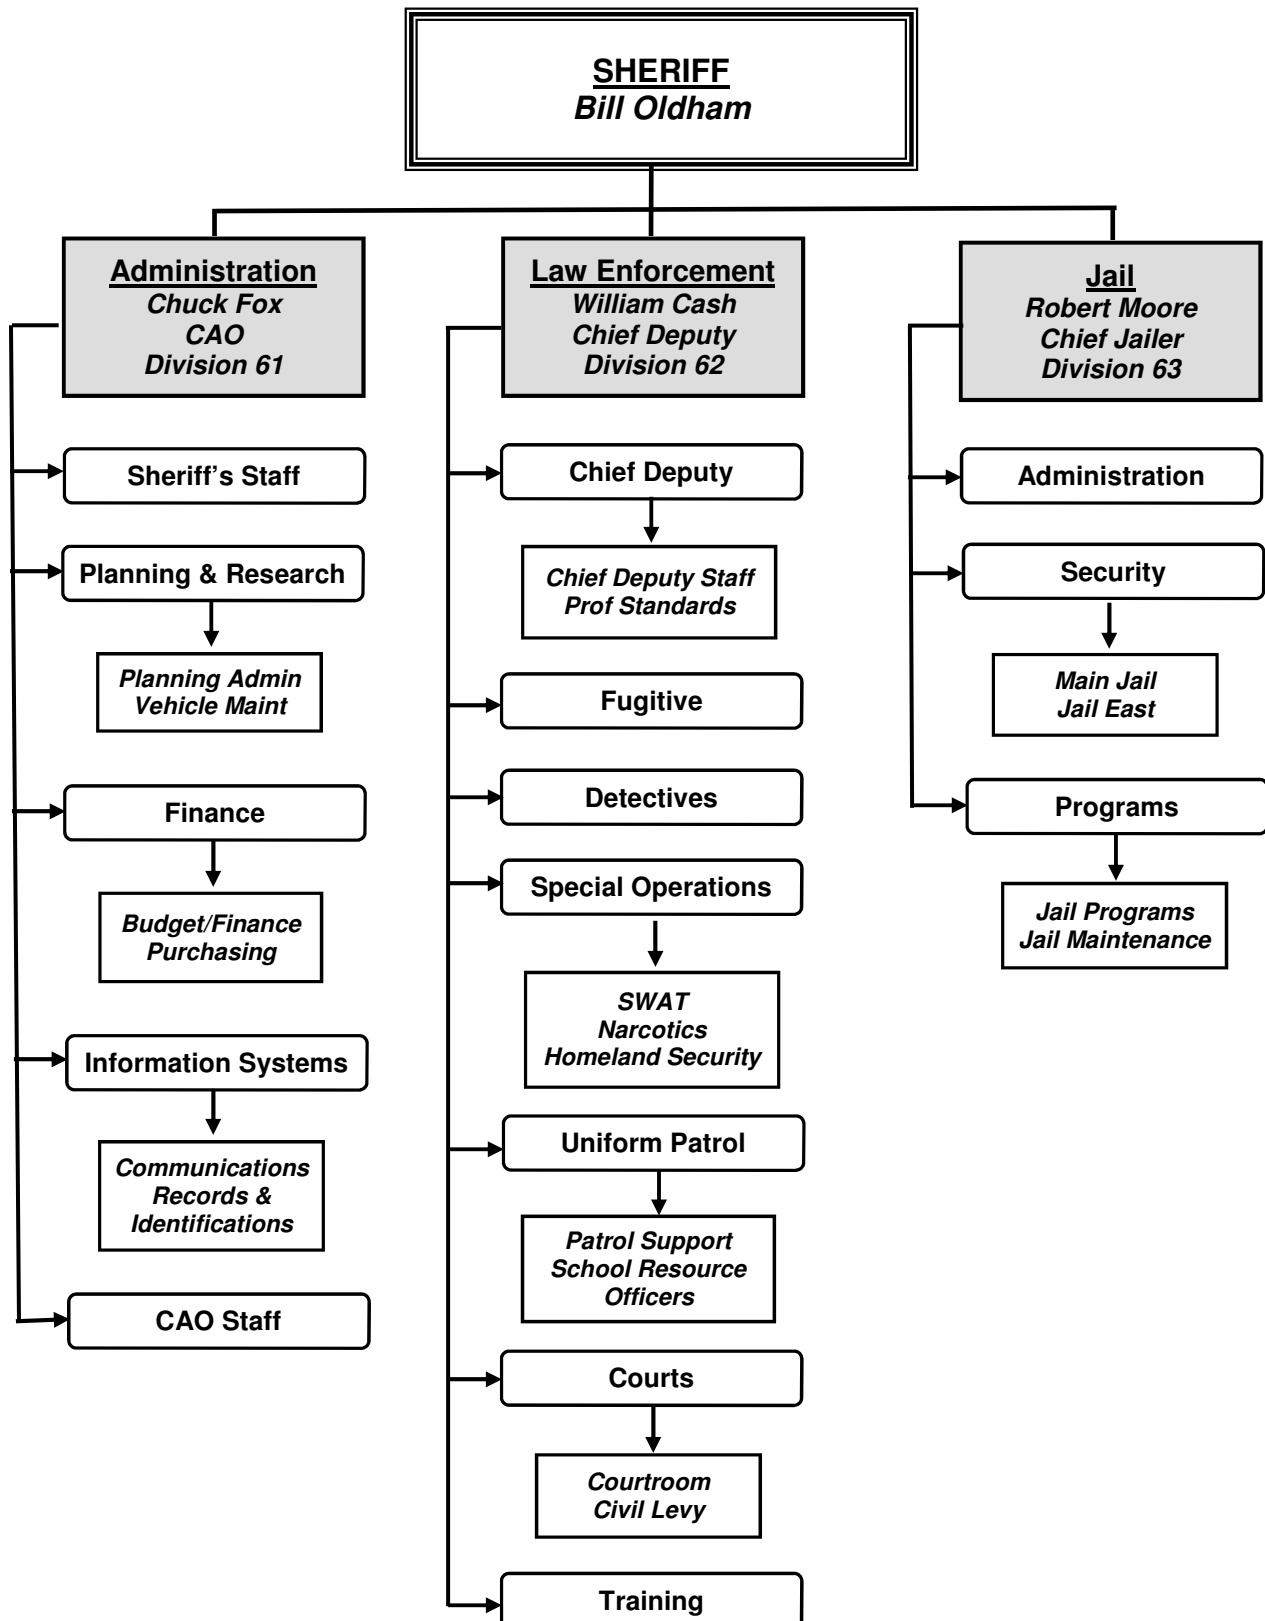 SHERIFF
Bill Oldham
Administration
Chuck Fox
CAO
Division 61
Sheriff's Staff
Planning & Research
Planning Admin
Vehicle Maint
Finance
Budget/Finance
Purchasing
Information Systems
Communications
Records &
Identifications
CAO Staff
Law Enforcement
William Cash
Chief Deputy
Division 62
Chief Deputy
Chief Deputy Staff
Prof Standards
Fugitive
Detectives
Special Operations
SWAT
Narcotics
Homeland Security
Uniform Patrol
Patrol Support
School Resource
Officers
Courts
Courtroom
Civil Levy
Training
Jail
Robert Moore
Chief Jailer
Division 63
Administration
Security
Main Jail
Jail East
Programs
Jail Programs
Jail Maintenance